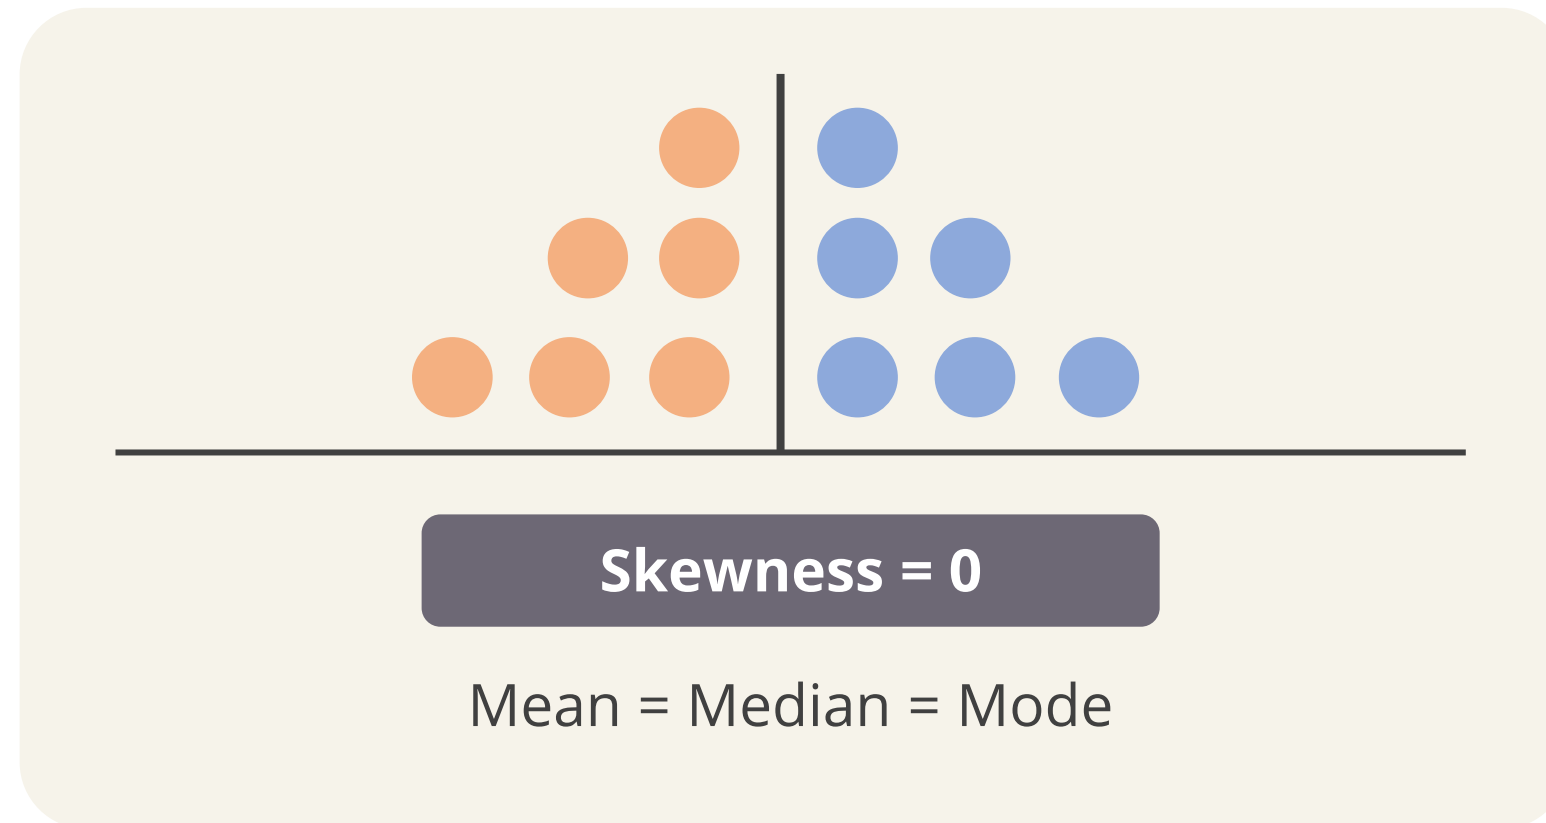 Skewness = 0
Mean = Median = Mode